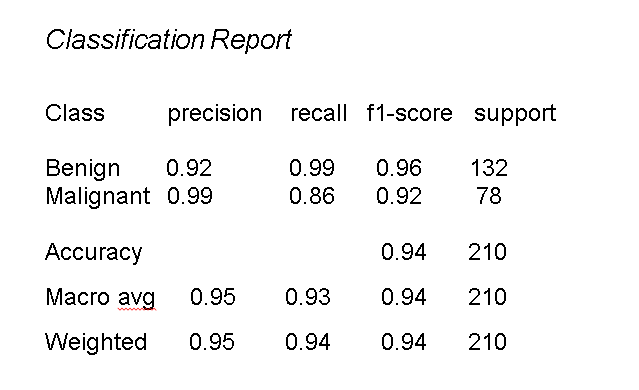 Classification Report
Class precision recall f1-score support
Benign 0.92 0.99 0.96 132
Malignant 0.99 0.86 0.92 78
Accuracy 0.94 210
Macro avg 0.95 0.93 0.94 210
Weighted 0.95 0.94 0.94 210